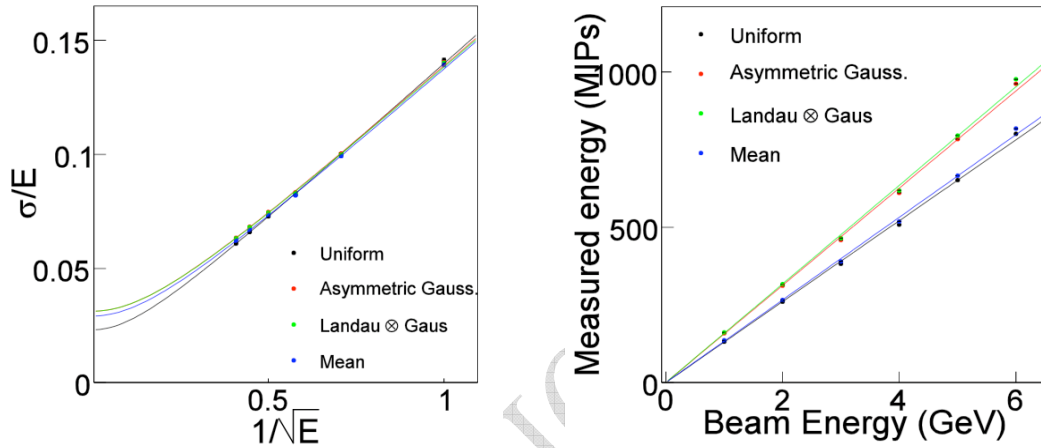 σ/E
0.15
0.1
0.05
0
Uniform
Asymmetric Gauss.
Landau ⊗ Gaus
Mean
0.5
1
1/√E
Measured energy (MIPs)
1000
500
0
Uniform
Asymmetric Gauss.
Landau ⊗ Gaus
Mean
0 2 4 6
Beam Energy (GeV)